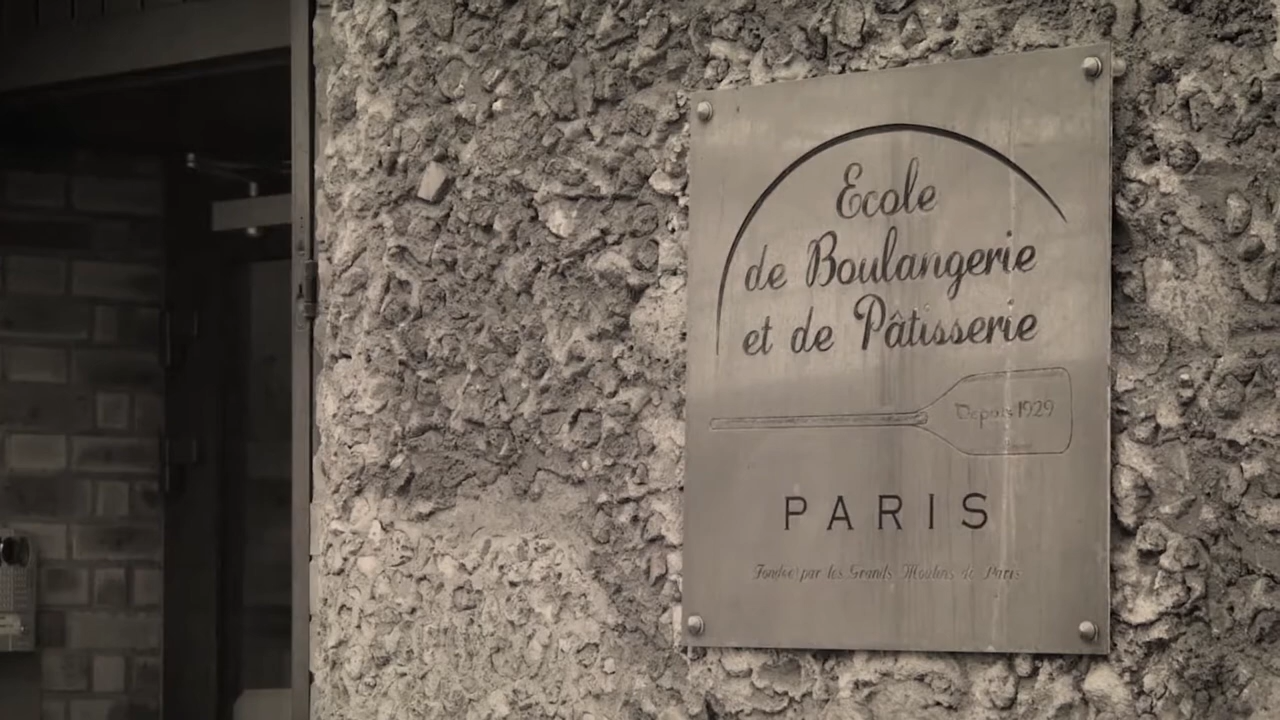 Ecole
de Boulangerie
et de Pâtisserie
Depuis 1929
PARIS
Fondée par les Grands Moulins de Paris